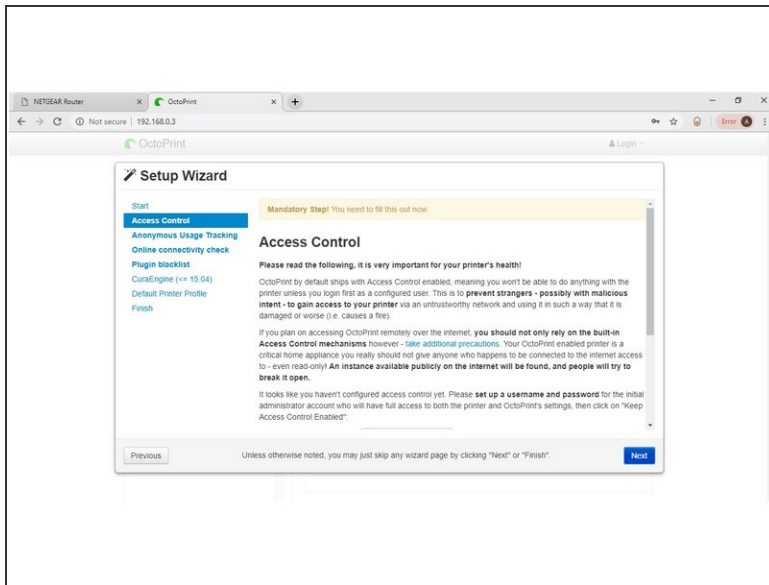 NETGEAR Router
OctoPrint
Not secure | 192.168.0.3
Error A
OctoPrint
Login
Setup Wizard
Start
Access Control
Anonymous Usage Tracking
Online connectivity check
Plugin blacklist
CuraEngine (<= 15.04)
Default Printer Profile
Finish
Mandatory Step! You need to fill this out now.
Access Control
Please read the following, it is very important for your printer's health!
OctoPrint by default ships with Access Control enabled, meaning you won't be able to do anything with the
printer unless you login first as a configured user. This is to prevent strangers - possibly with malicious
intent - to gain access to your printer via an untrustworthy network and using it in such a way that it is
damaged or worse (i.e. causes a fire).
If you plan on accessing OctoPrint remotely over the internet, you should not only rely on the built-in
Access Control mechanisms however - take additional precautions. Your OctoPrint enabled printer is a
critical home appliance you really should not give anyone who happens to be connected to the internet access
to - even read-only! An instance available publicly on the internet will be found, and people will try to
break it open.
It looks like you haven't configured access control yet. Please set up a username and password for the initial
administrator account who will have full access to both the printer and OctoPrint's settings, then click on "Keep
Access Control Enabled":
Previous
Unless otherwise noted, you may just skip any wizard page by clicking "Next" or "Finish".
Next